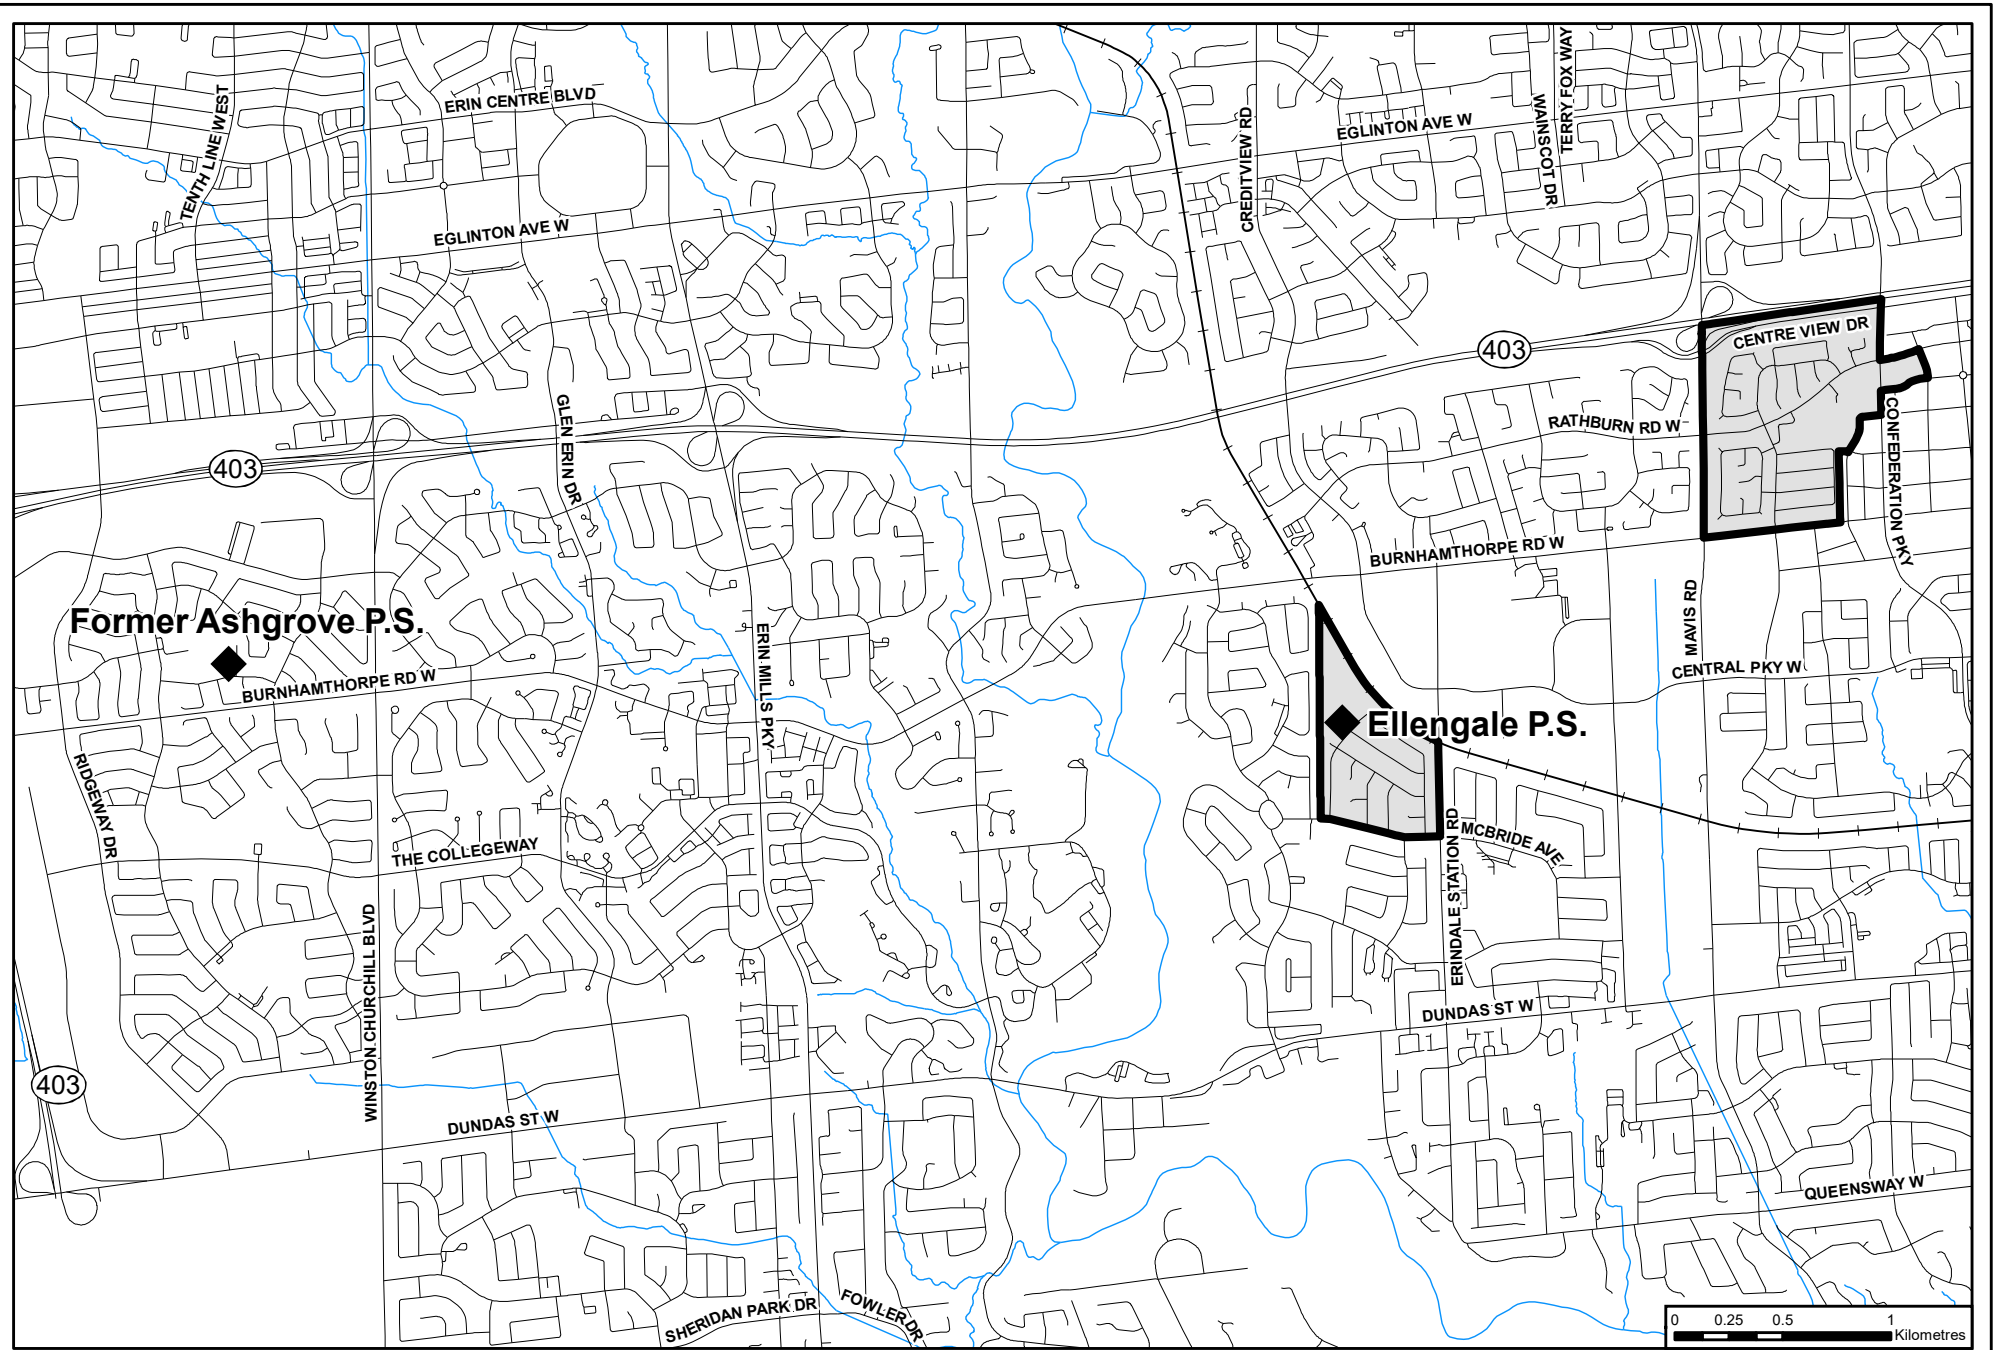 ERIN CENTRE BLVD
TENTH LINE WEST
EGLINTON AVE W
CREDITVIEW RD
EGLINTON AVE W
WAINSCOT DR
TERRY FOX WAY
403
CENTRE VIEW DR
403
GLEN ERIN DR
RATHBURN RD W
CONFEDERATION PKY
BURNHAMTHORPE RD W
Former Ashgrove P.S.
BURNHAMTHORPE RD W
ERIN MILLS PKY
MAVIS RD
CENTRAL PKY W
Ellengale P.S.
RIDGEWAY DR
THE COLLEGEWAY
MCBRIDE AVE
ERINDALE STATION RD
WINSTON CHURCHILL BLVD
DUNDAS ST W
403
DUNDAS ST W
QUEENSWAY W
SHERIDAN PARK DR
FOWLER DR
0 0.25 0.5 1
Kilometres